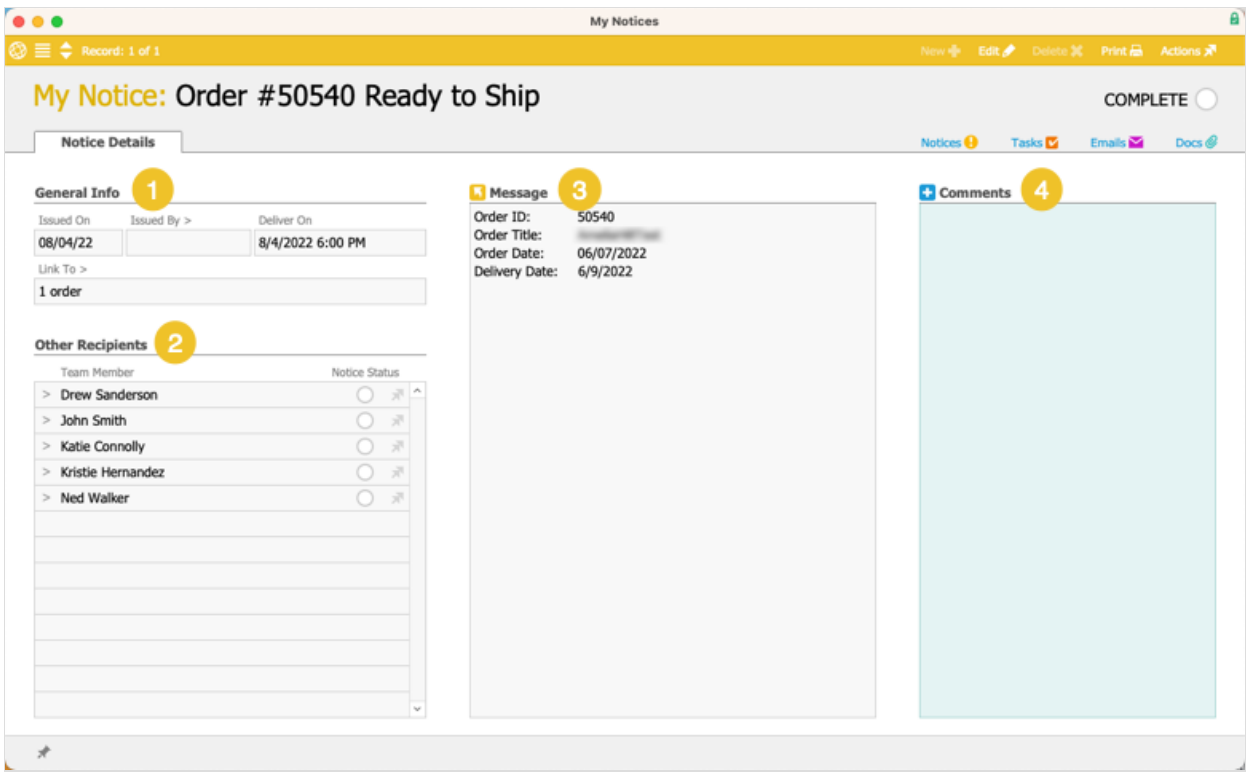 My Notices
Record: 1 of 1
New Edit Delete Print Actions
My Notice: Order #50540 Ready to Ship
COMPLETE
Notice Details
Notices Tasks Emails Docs
General Info 1
Issued On Issued By > Deliver On
08/04/22 8/4/2022 6:00 PM
Link To >
1 order
Other Recipients 2
Team Member Notice Status
> Drew Sanderson
> John Smith
> Katie Connolly
> Kristie Hernandez
> Ned Walker
Message 3
Order ID: 50540
Order Title:
Order Date: 06/07/2022
Delivery Date: 6/9/2022
Comments 4